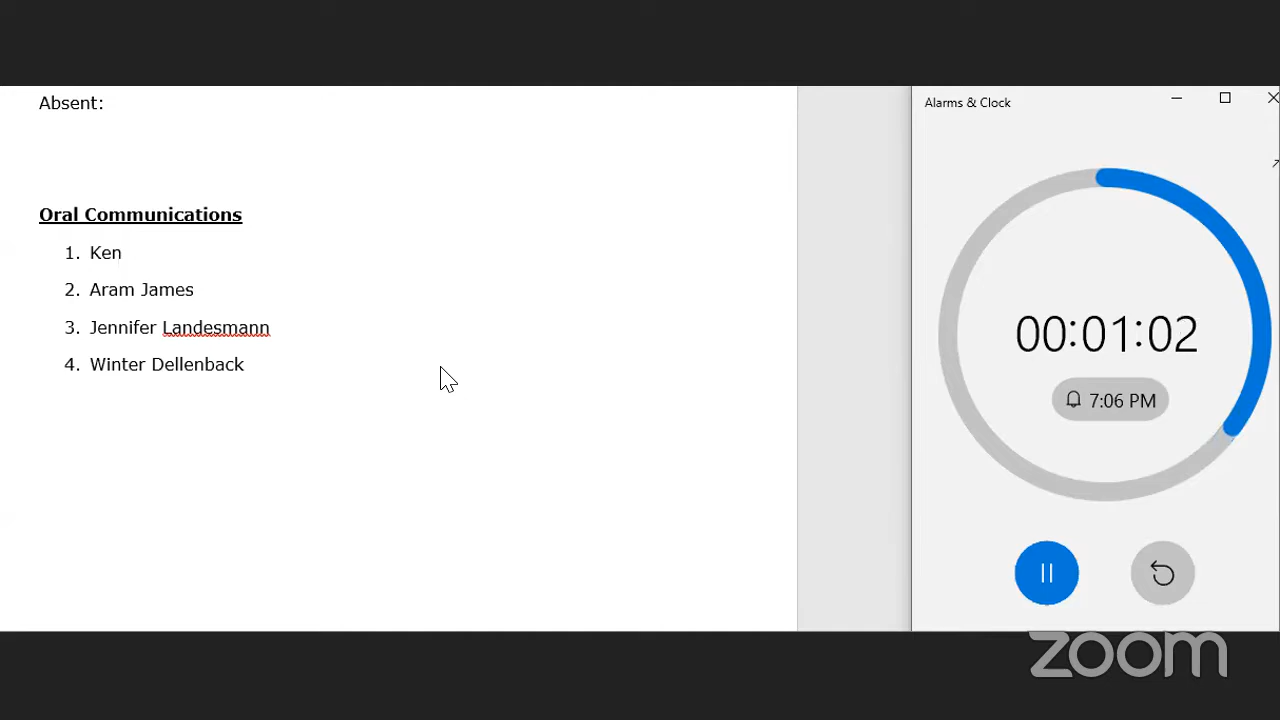 Absent:
Alarms & Clock
Oral Communications
1. Ken
2. Aram James
3. Jennifer Landesmann
4. Winter Dellenback
00:01:02
7:06 PM
zoom